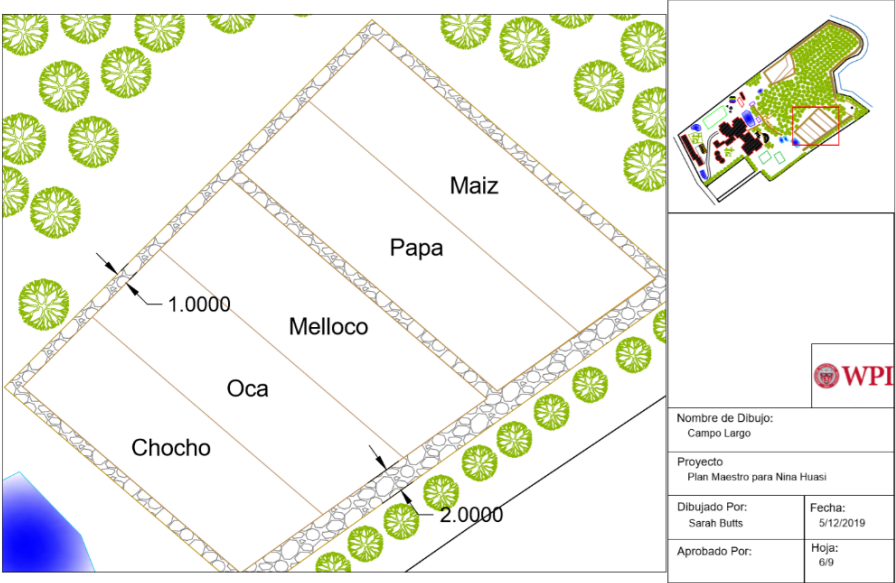 Maiz
Papa
1.0000
Melloco
Oca
Chocho
2.0000
WPI
Nombre de Dibujo:
Campo Largo
Proyecto
Plan Maestro para Nina Huasi
Dibujado Por:
Sarah Butts
Fecha:
5/12/2019
Aprobado Por:
Hoja:
6/9